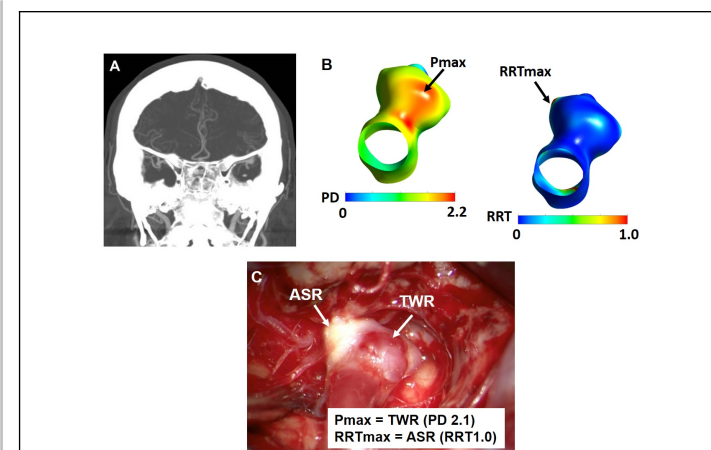 A
B
Pmax
RRTmax
PD
0
2.2
RRT
0
1.0
C
ASR
TWR
Pmax = TWR (PD 2.1)
RRTmax = ASR (RRT1.0)